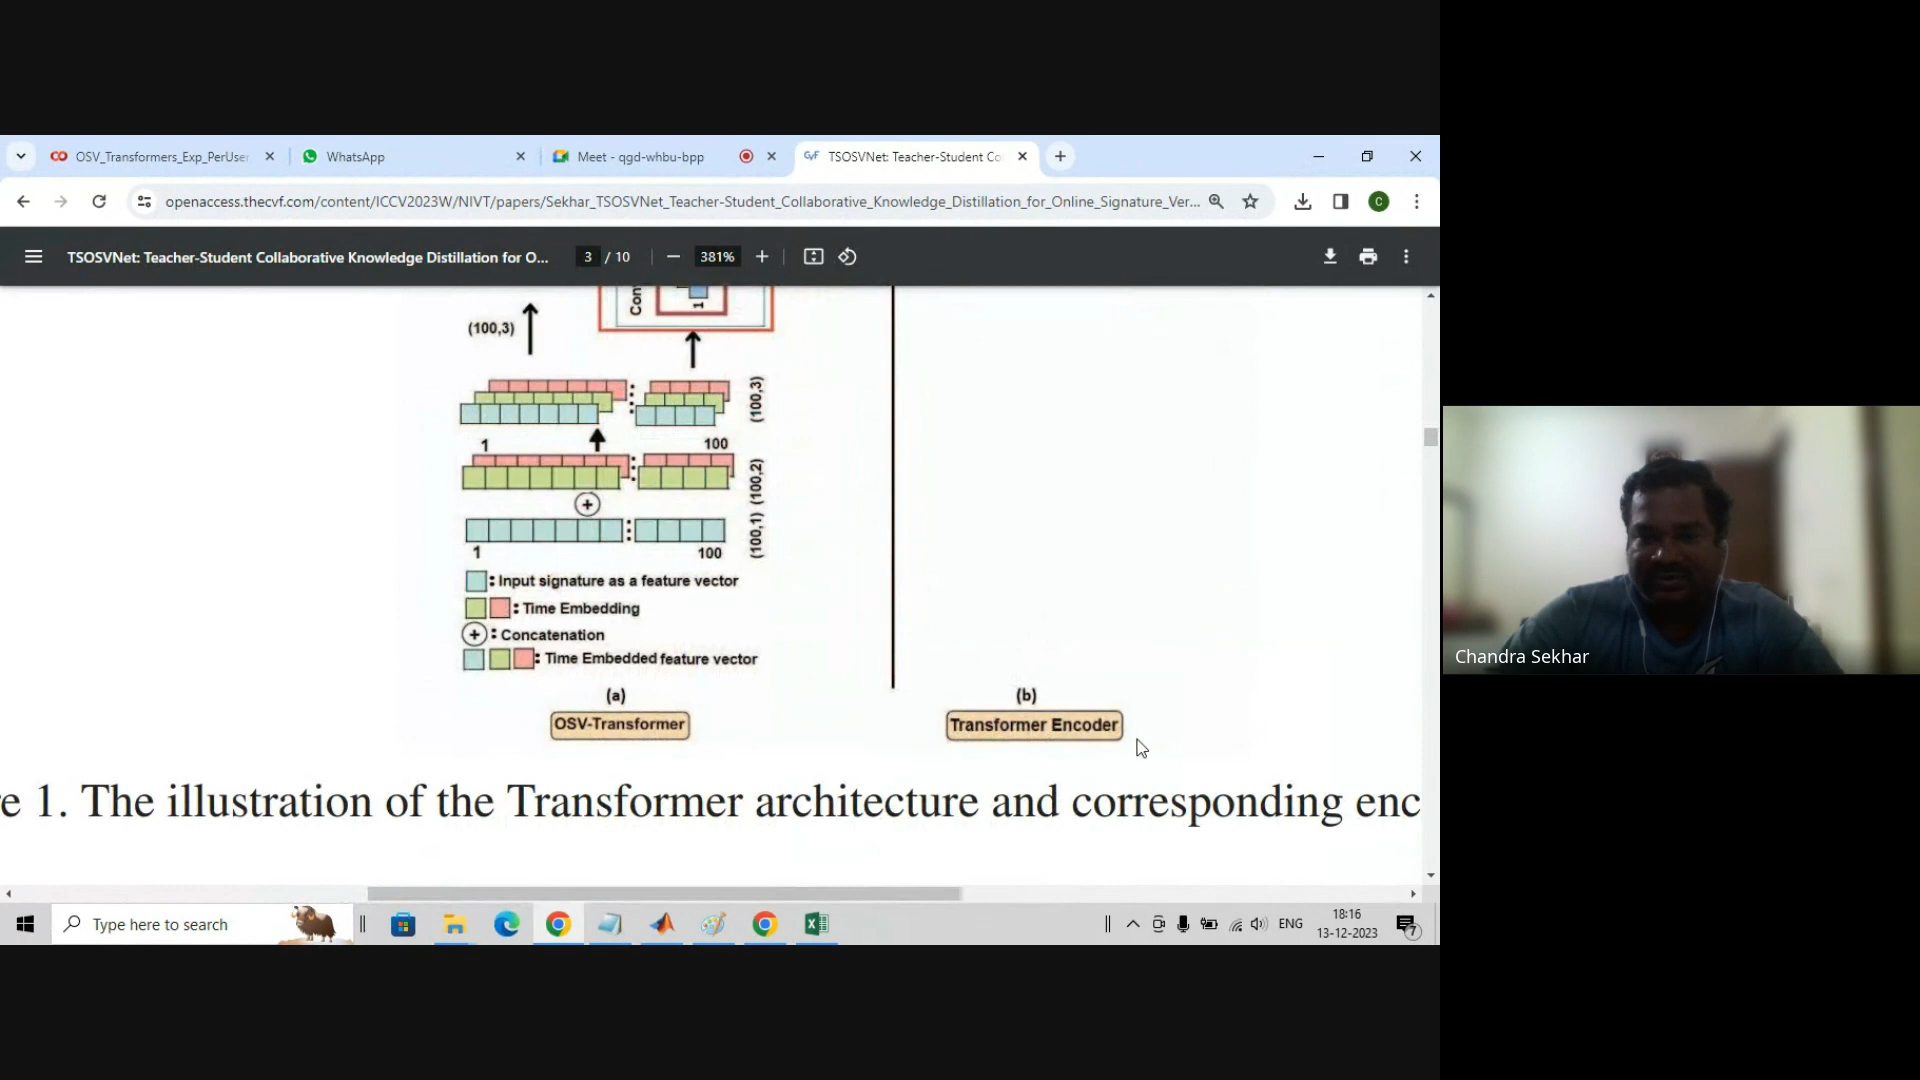 OSV_Transformers_Exp_PerUser
WhatsApp
Meet - qgd-whbu-bpp
TSOSVNet: Teacher-Student Co
openaccess.thecvf.com/content/ICCV2023W/NIVT/papers/Sekhar_TSOSVNet_Teacher-Student_Collaborative_Knowledge_Distillation_for_Online_Signature_Ver...
C
TSOSVNet: Teacher-Student Collaborative Knowledge Distillation for O...
3 / 10
381%
Con
1
(100,3)
(100,3)
1
100
(100,2)
+
(100,1)
1
100
: Input signature as a feature vector
: Time Embedding
+ : Concatenation
: Time Embedded feature vector
(a)
(b)
OSV-Transformer
Transformer Encoder
e 1. The illustration of the Transformer architecture and corresponding enc
Chandra Sekhar
Type here to search
ENG
18:16
13-12-2023
7